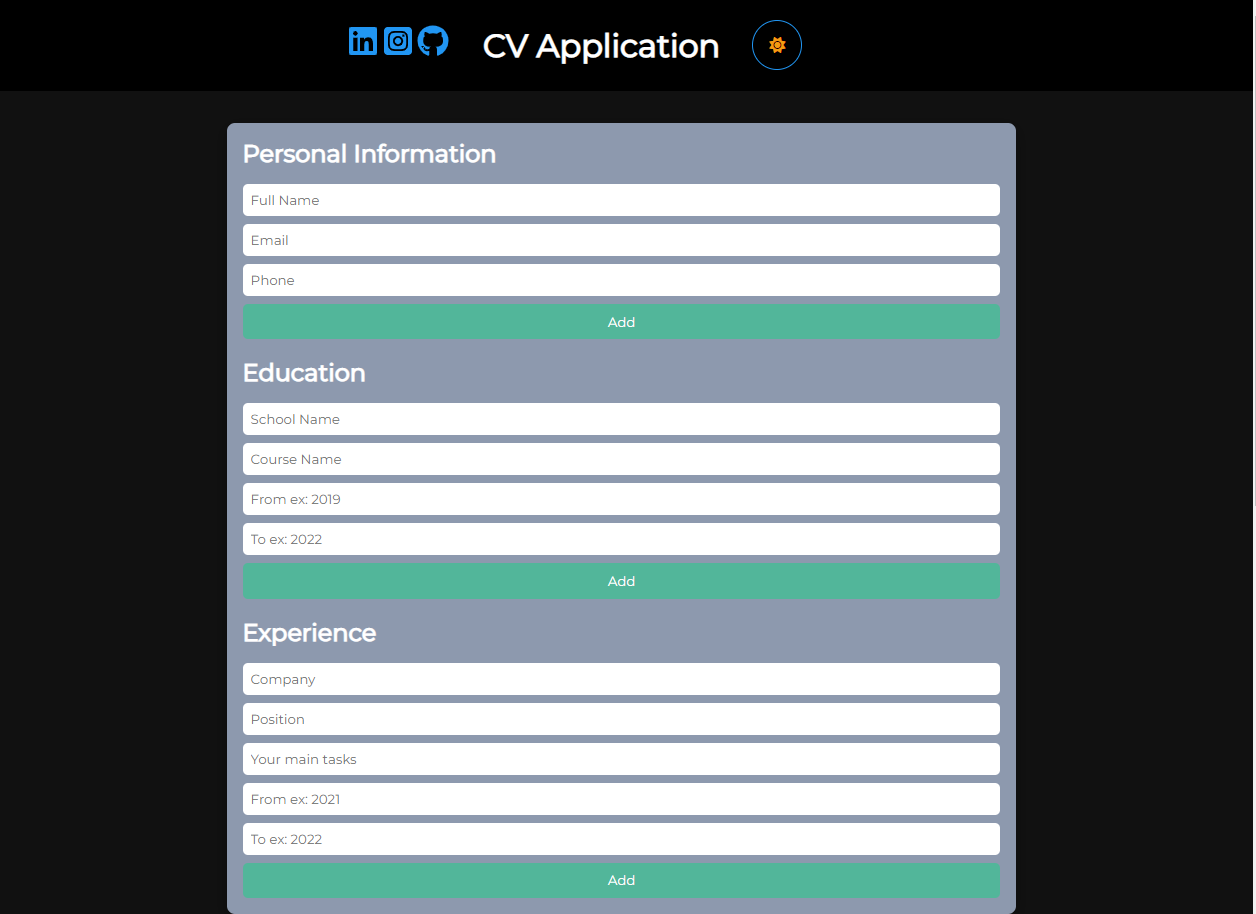 CV Application
Personal Information
Full Name
Email
Phone
Add
Education
School Name
Course Name
From ex: 2019
To ex: 2022
Add
Experience
Company
Position
Your main tasks
From ex: 2021
To ex: 2022
Add